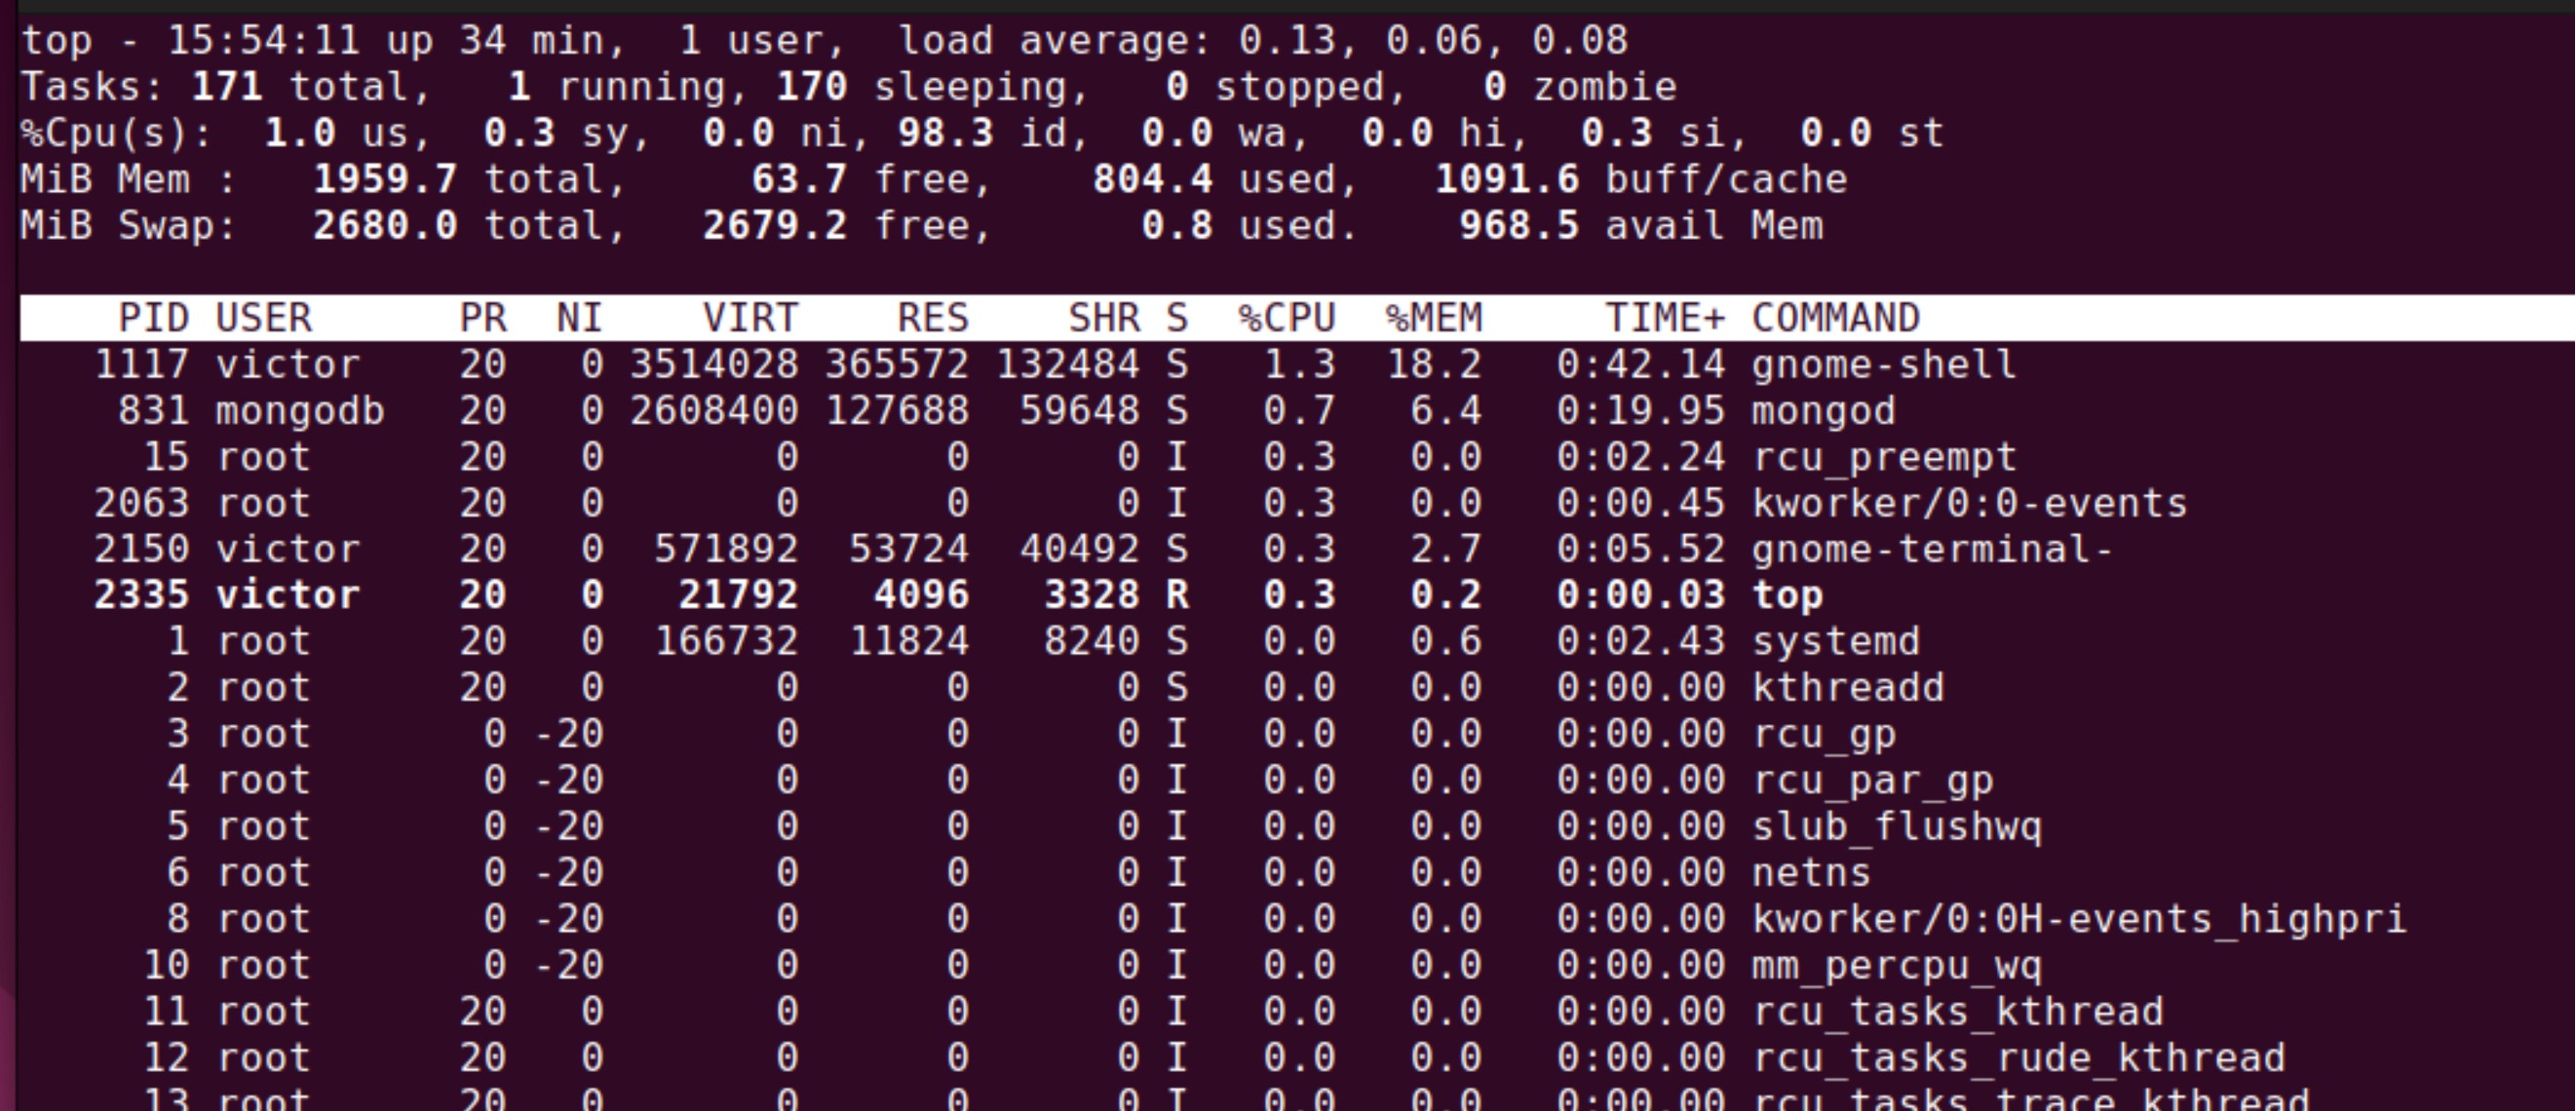 top - 15:54:11 up 34 min,  1 user,  load average: 0.13, 0.06, 0.08
Tasks: 171 total,   1 running, 170 sleeping,   0 stopped,   0 zombie
%Cpu(s):  1.0 us,  0.3 sy,  0.0 ni, 98.3 id,  0.0 wa,  0.0 hi,  0.3 si,  0.0 st
MiB Mem :   1959.7 total,     63.7 free,    804.4 used,   1091.6 buff/cache
MiB Swap:   2680.0 total,   2679.2 free,      0.8 used.    968.5 avail Mem
PID USER      PR  NI    VIRT    RES    SHR S  %CPU  %MEM     TIME+ COMMAND
1117 victor    20   0 3514028 365572 132484 S   1.3  18.2   0:42.14 gnome-shell
831 mongodb   20   0 2608400 127688  59648 S   0.7   6.4   0:19.95 mongod
15 root      20   0       0      0      0 I   0.3   0.0   0:02.24 rcu_preempt
2063 root      20   0       0      0      0 I   0.3   0.0   0:00.45 kworker/0:0-events
2150 victor    20   0  571892  53724  40492 S   0.3   2.7   0:05.52 gnome-terminal-
2335 victor    20   0   21792   4096   3328 R   0.3   0.2   0:00.03 top
1 root      20   0  166732  11824   8240 S   0.0   0.6   0:02.43 systemd
2 root      20   0       0      0      0 S   0.0   0.0   0:00.00 kthreadd
3 root       0 -20       0      0      0 I   0.0   0.0   0:00.00 rcu_gp
4 root       0 -20       0      0      0 I   0.0   0.0   0:00.00 rcu_par_gp
5 root       0 -20       0      0      0 I   0.0   0.0   0:00.00 slub_flushwq
6 root       0 -20       0      0      0 I   0.0   0.0   0:00.00 netns
8 root       0 -20       0      0      0 I   0.0   0.0   0:00.00 kworker/0:0H-events_highpri
10 root       0 -20       0      0      0 I   0.0   0.0   0:00.00 mm_percpu_wq
11 root      20   0       0      0      0 I   0.0   0.0   0:00.00 rcu_tasks_kthread
12 root      20   0       0      0      0 I   0.0   0.0   0:00.00 rcu_tasks_rude_kthread
13 root      20   0       0      0      0 I   0.0   0.0   0:00.00 rcu_tasks_trace_kthread